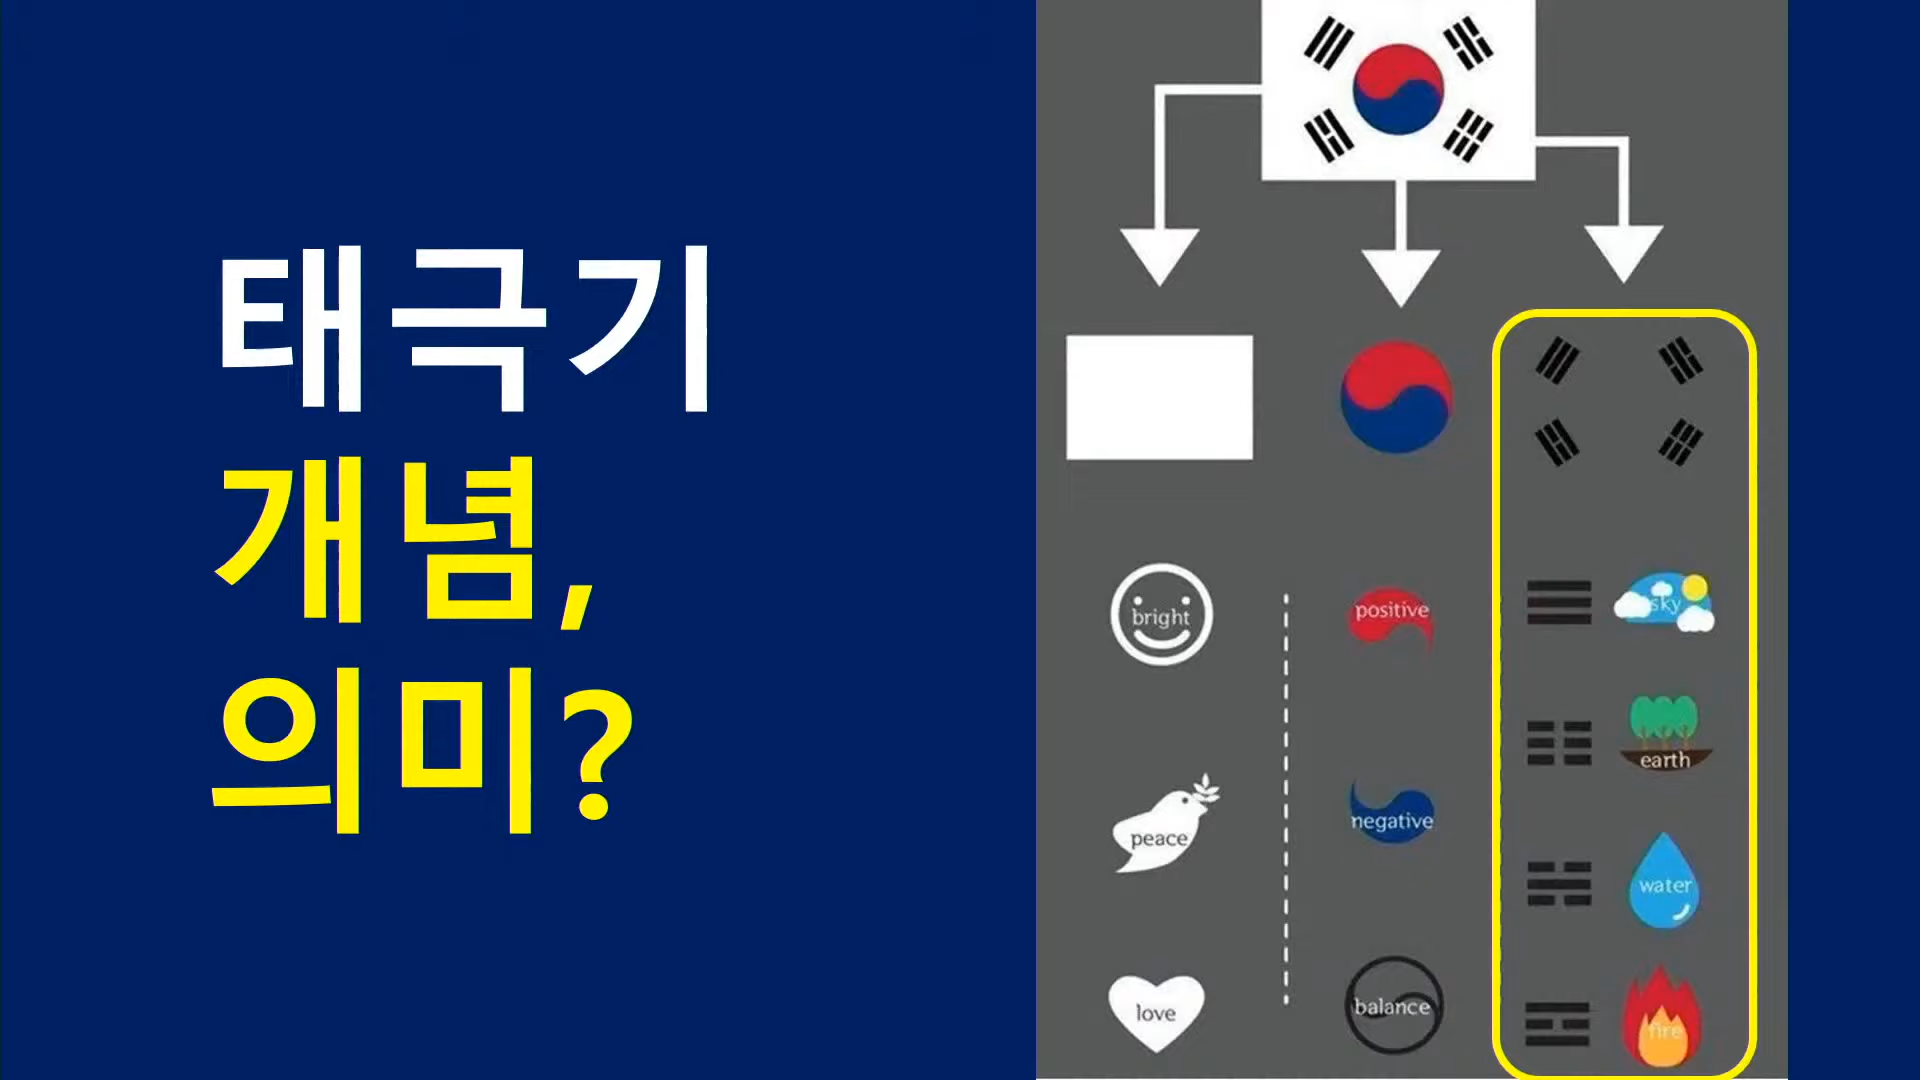 태극기
개념,
의미?
bright
peace
love
positive
negative
balance
sky
earth
water
fire